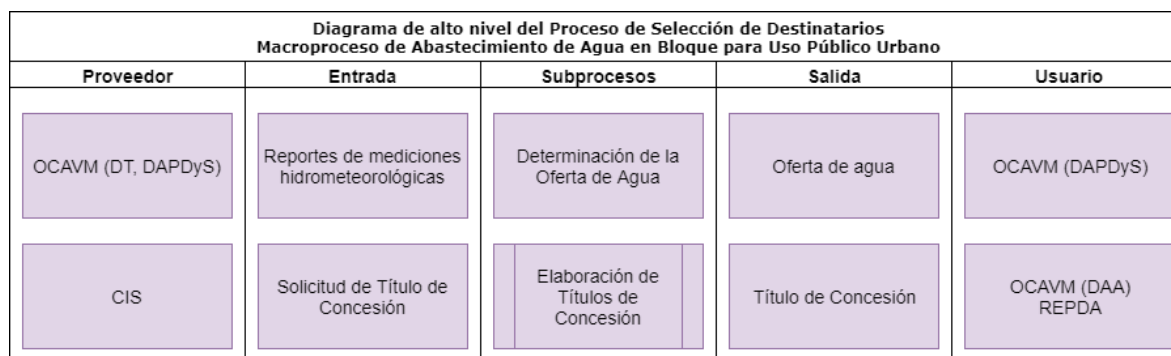 Diagrama de alto nivel del Proceso de Selección de Destinatarios
Macroproceso de Abastecimiento de Agua en Bloque para Uso Público Urbano
Proveedor
Entrada
Subprocesos
Salida
Usuario
OCAVM (DT, DAPDyS)
Reportes de mediciones
hidrometeorológicas
Determinación de la
Oferta de Agua
Oferta de agua
OCAVM (DAPDyS)
CIS
Solicitud de Título de
Concesión
Elaboración de
Títulos de
Concesión
Título de Concesión
OCAVM (DAA)
REPDA